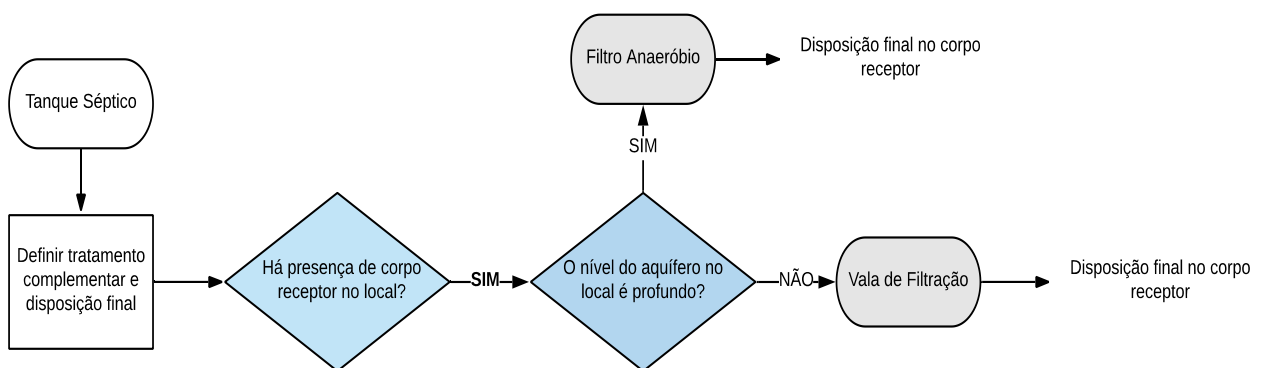 Tanque Séptico
Definir tratamento
complementar e
disposição final
Há presença de corpo
receptor no local?
SIM
O nível do aquífero no
local é profundo?
SIM
Filtro Anaeróbio
Disposição final no corpo
receptor
NÃO
Vala de Filtração
Disposição final no corpo
receptor